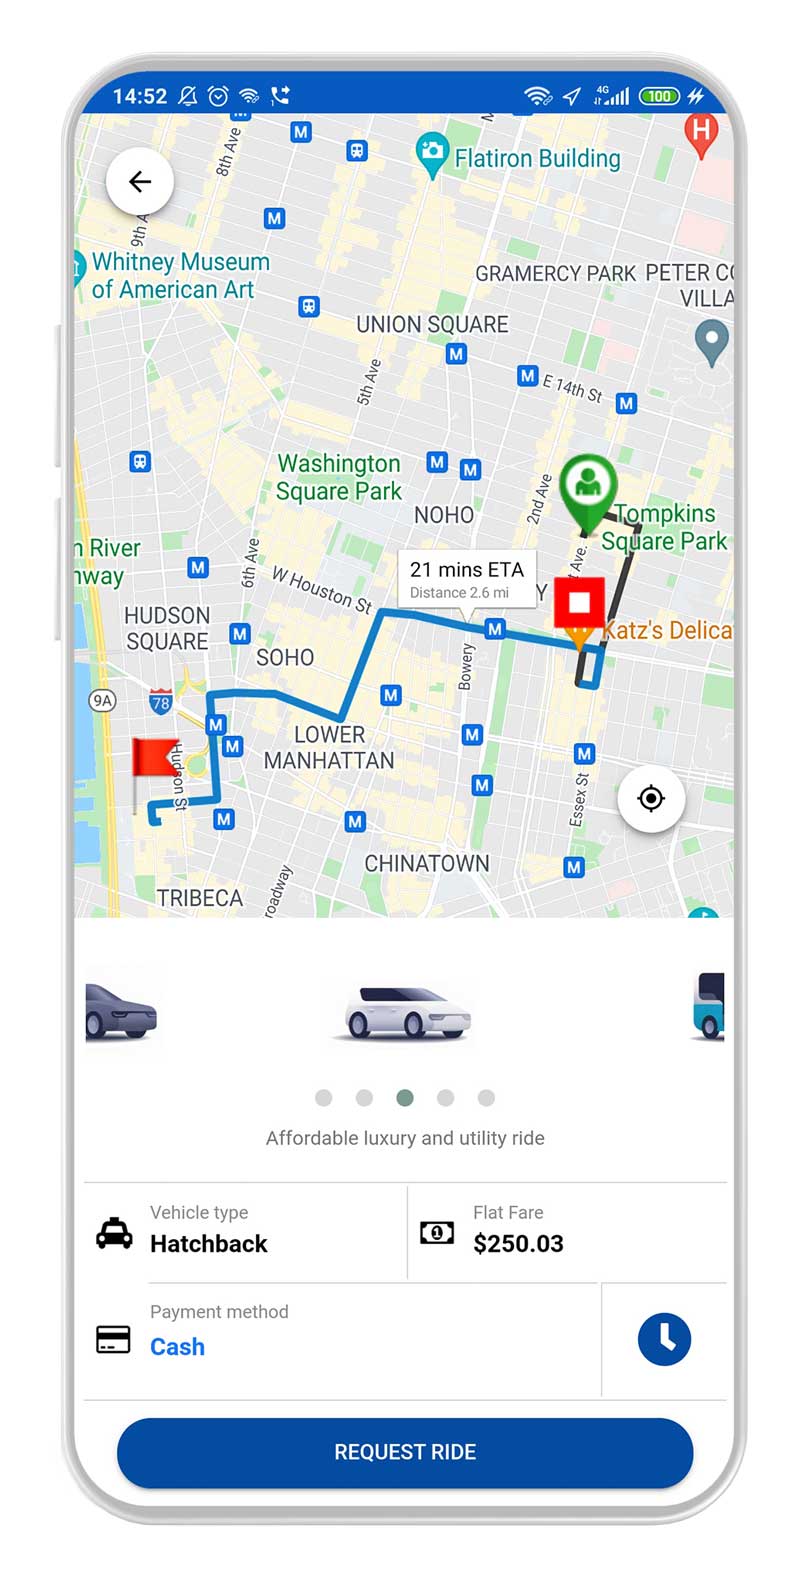 14:52
4G
100
8th Ave
Flatiron Building
H
9th A
Whitney Museum
of American Art
GRAMERCY PARK
PETER CO
VILLA
UNION SQUARE
5th Ave
E 14th St
Washington
Square Park
NOHO
2nd Ave
Tompkins
Square Park
n River
nway
6th Ave
W Houston St
21 mins ETA
Distance 2.6 mi
Y
t Ave.
Katz's Delica
HUDSON
SQUARE
SOHO
Bowery
9A
78
LOWER
MANHATTAN
Hudson St
Essex St
CHINATOWN
TRIBECA
roadway
Affordable luxury and utility ride
Vehicle type
Hatchback
Flat Fare
$250.03
Payment method
Cash
REQUEST RIDE